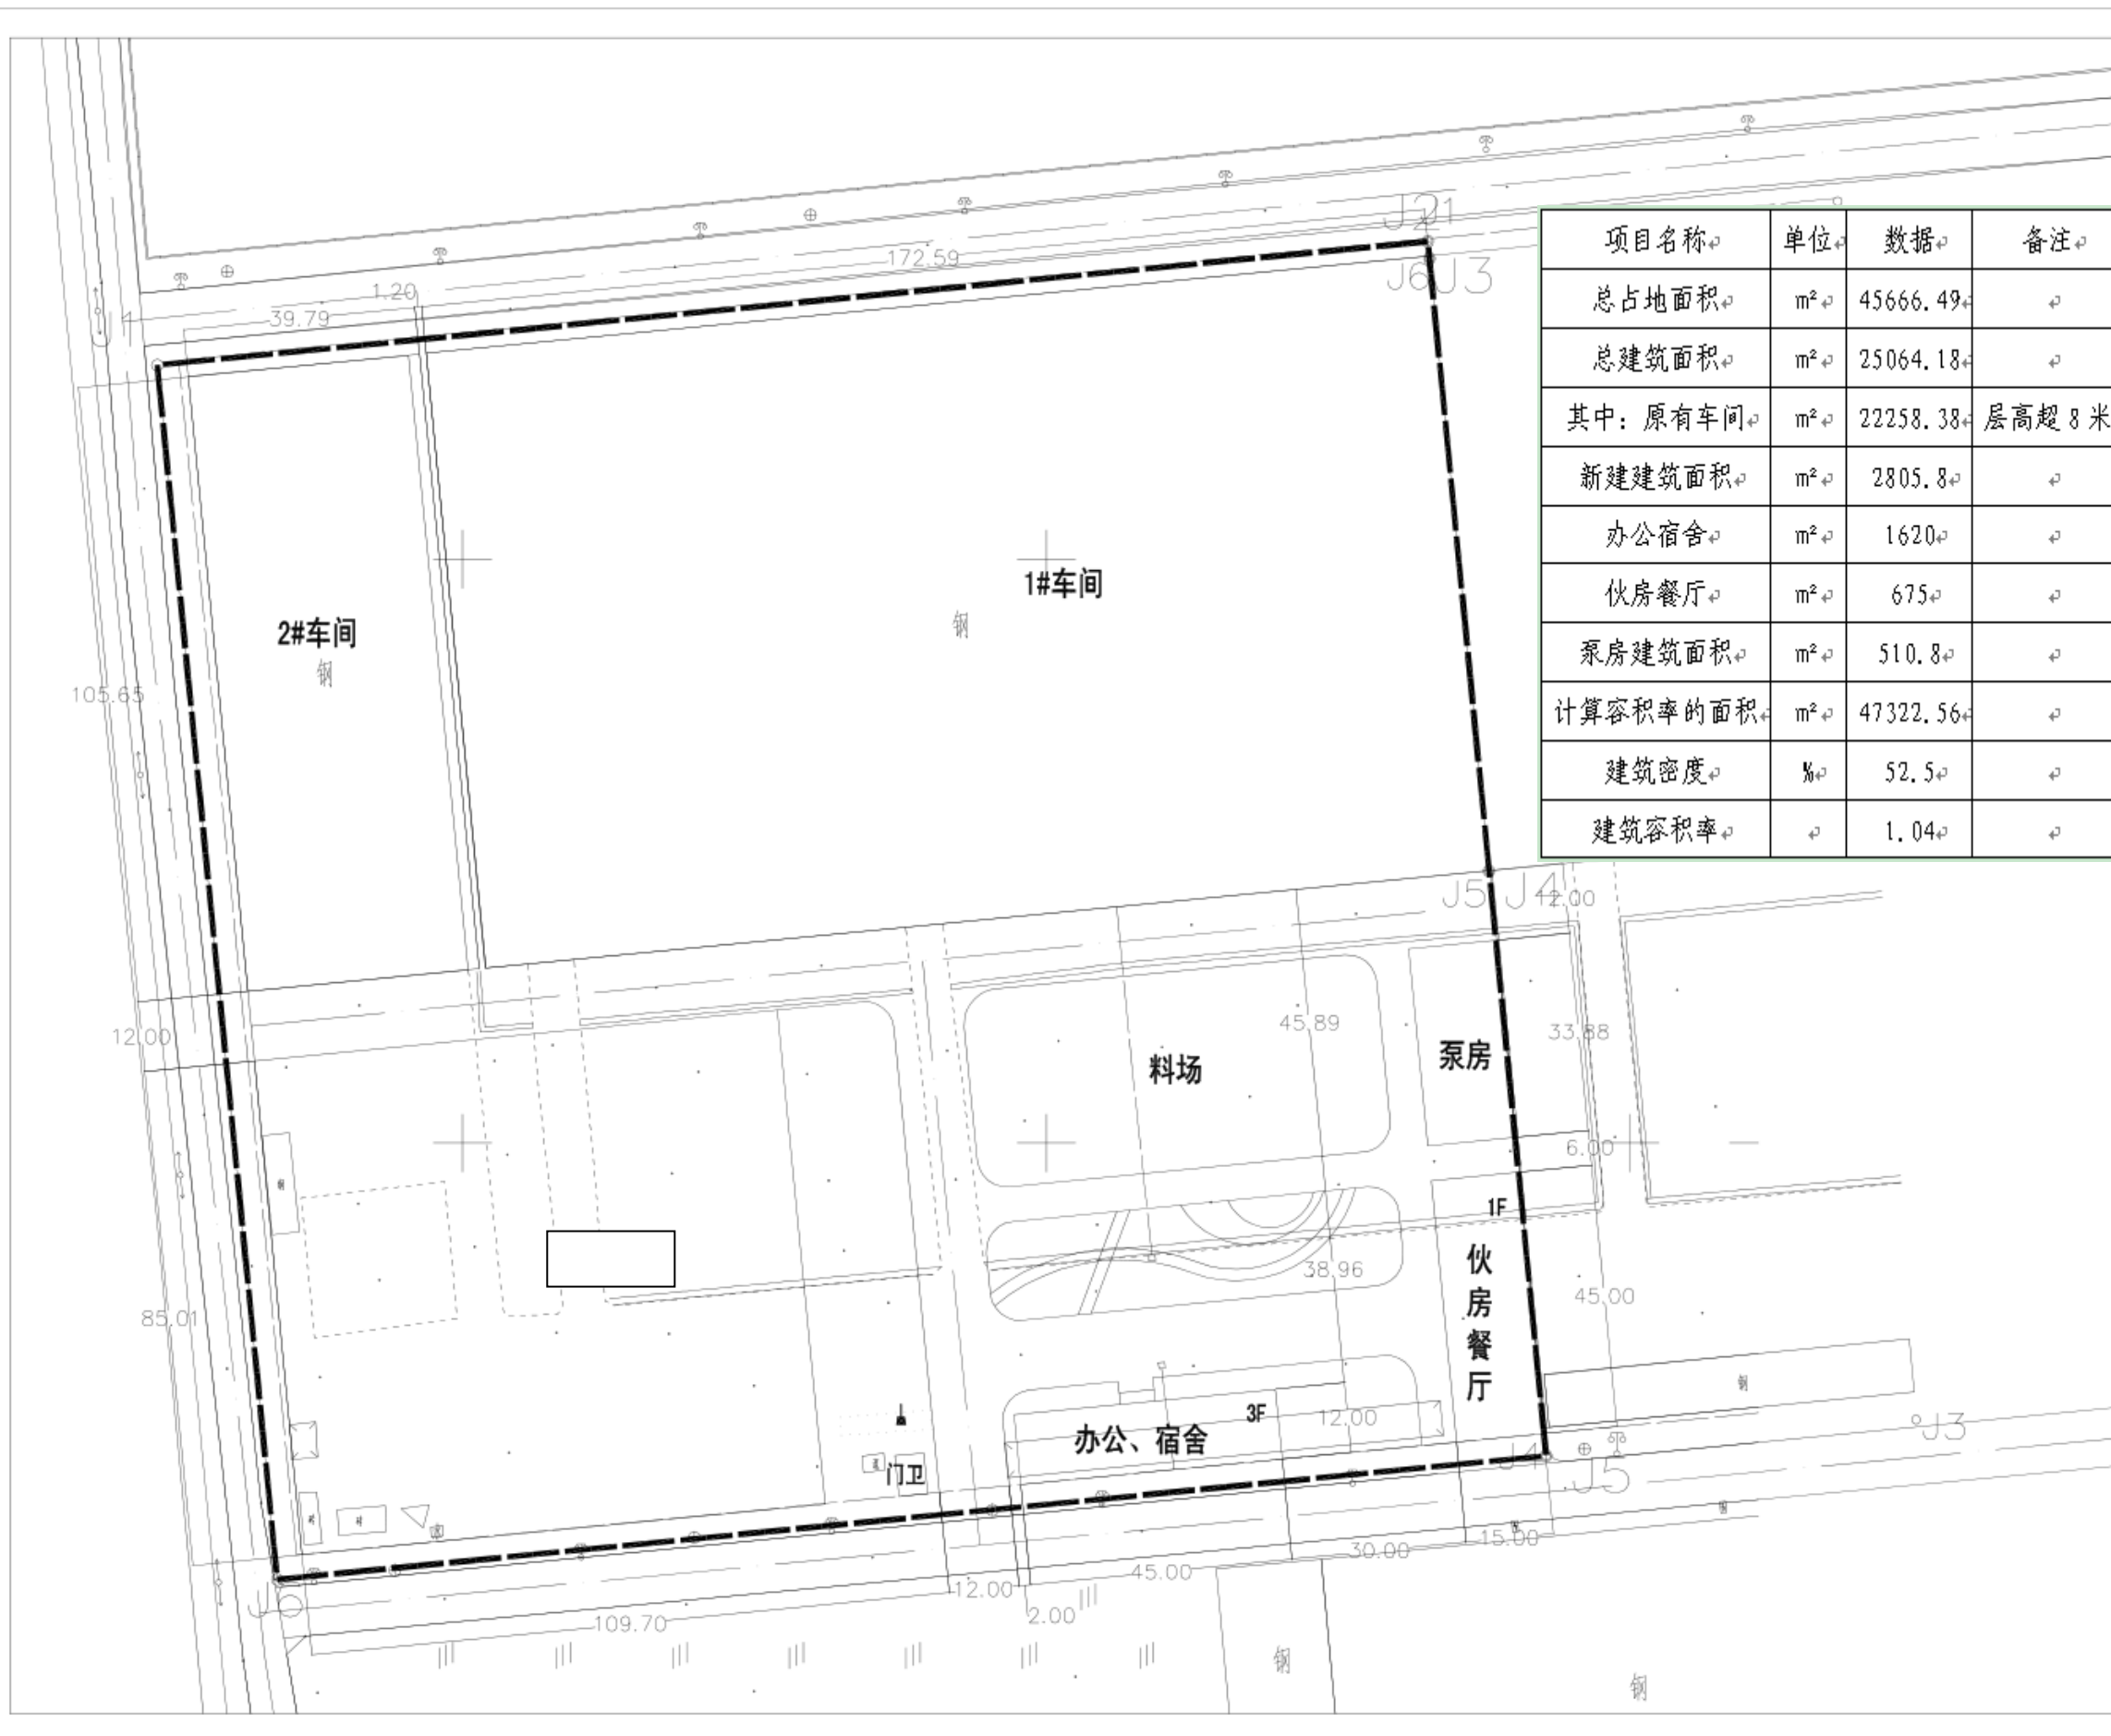 J21
172.59
J6
J3
1.20
39.79
J1
项目名称 单位 数据 备注
总占地面积 m² 45666.49
总建筑面积 m² 25064.18
其中：原有车间 m² 22258.38 层高超8米
新建建筑面积 m² 2805.8
办公宿舍 m² 1620
伙房餐厅 m² 675
泵房建筑面积 m² 510.8
计算容积率的面积 m² 47322.56
建筑密度 % 52.5
建筑容积率 1.04
1#车间
钢
2#车间
钢
105.65
J5
J4
12.00
12.00
45.89
33.88
料场
泵房
6.00
1F
伙房餐厅
38.96
45.00
85.01
钢
3F
12.00
办公、宿舍
门卫
J3
J4
J5
15.00
30.00
45.00
12.00
2.00
109.70
钢
钢